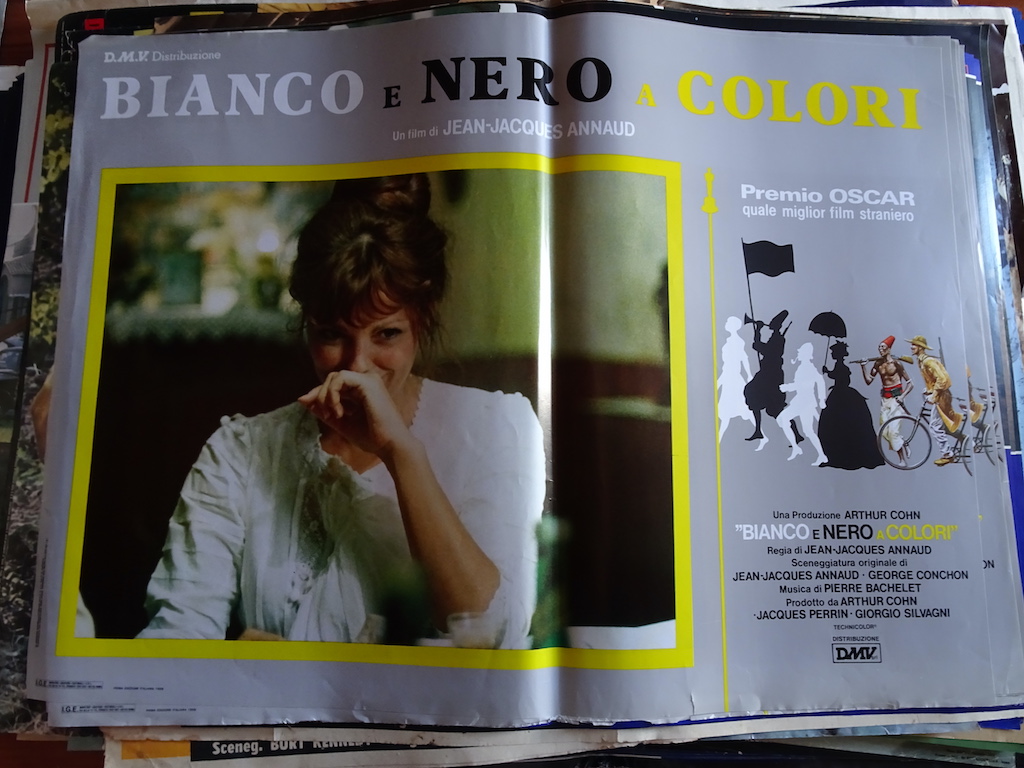 D.M.V. Distribuzione
BIANCO E NERO A COLORI
Un film di JEAN-JACQUES ANNAUD
Premio OSCAR
quale miglior film straniero
Una Produzione ARTHUR COHN
"BIANCO E NERO A COLORI"
Regia di JEAN-JACQUES ANNAUD
Sceneggiatura originale di
JEAN-JACQUES ANNAUD · GEORGE CONCHON
Musica di PIERRE BACHELET
Prodotto da ARTHUR COHN
·JACQUES PERRIN · GIORGIO SILVAGNI
TECHNICOLOR®
DISTRIBUZIONE
D.M.V.
ON
I.G.E.
I.G.E.
Sceneg. BURT KENNEDY